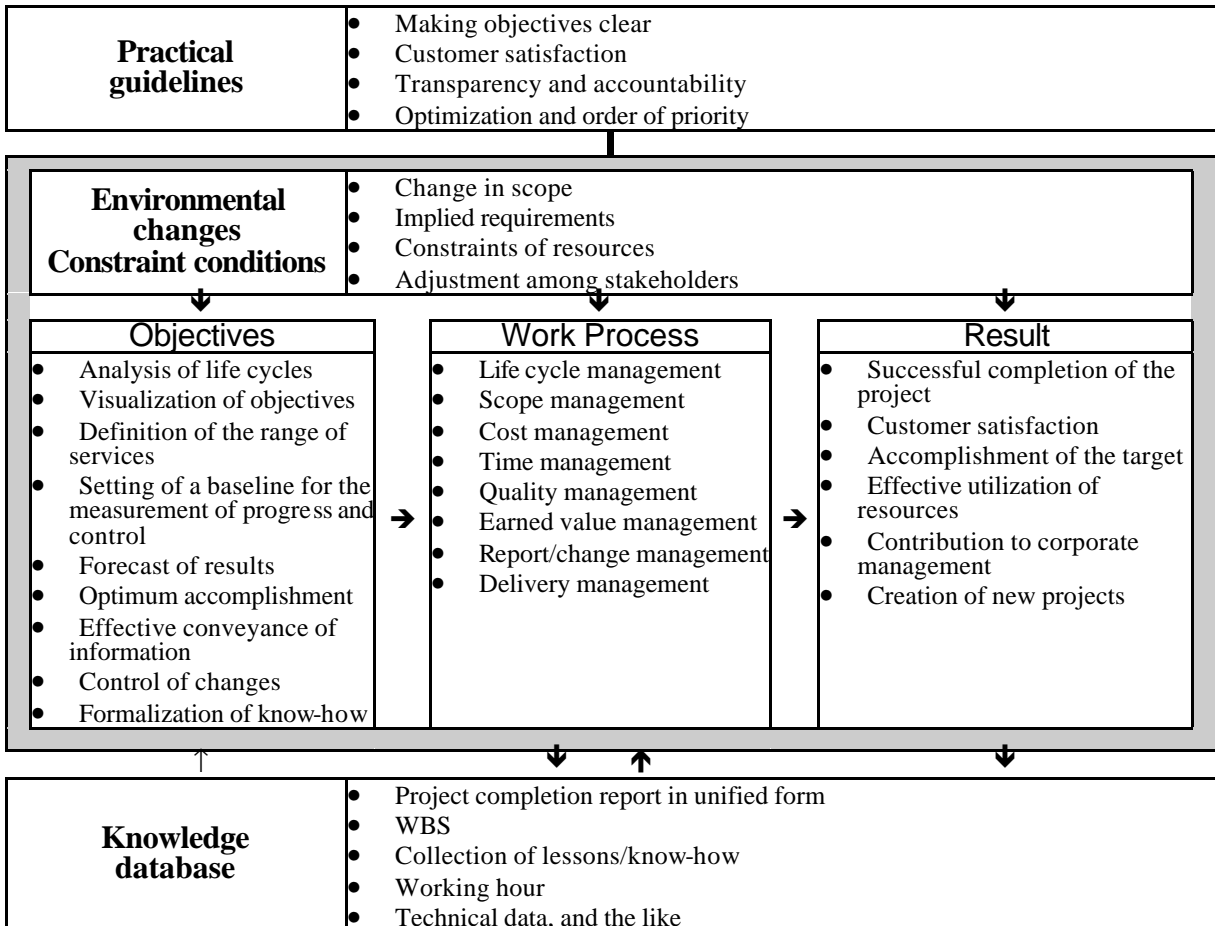 Practical
guidelines
● Making objectives clear
● Customer satisfaction
● Transparency and accountability
● Optimization and order of priority
Environmental
changes
Constraint conditions
● Change in scope
● Implied requirements
● Constraints of resources
● Adjustment among stakeholders
Objectives
● Analysis of life cycles
● Visualization of objectives
● Definition of the range of
services
● Setting of a baseline for the
measurement of progress and
control
● Forecast of results
● Optimum accomplishment
● Effective conveyance of
information
● Control of changes
● Formalization of know-how
Work Process
● Life cycle management
● Scope management
● Cost management
● Time management
● Quality management
● Earned value management
● Report/change management
● Delivery management
Result
● Successful completion of the
project
● Customer satisfaction
● Accomplishment of the target
● Effective utilization of
resources
● Contribution to corporate
management
● Creation of new projects
Knowledge
database
● Project completion report in unified form
● WBS
● Collection of lessons/know-how
● Working hour
● Technical data, and the like